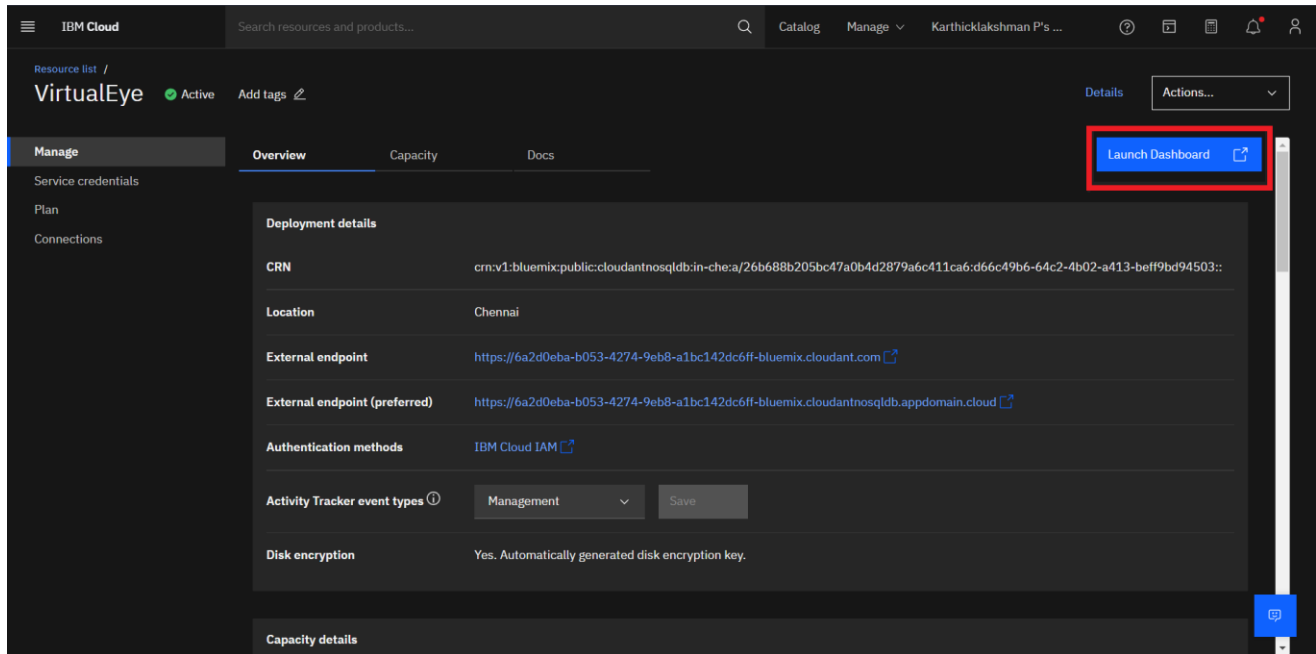 IBM Cloud
Search resources and products...
Catalog
Manage
Karthicklakshman P's ...
Resource list /
VirtualEye
Active
Add tags
Details
Actions...
Manage
Service credentials
Plan
Connections
Overview
Capacity
Docs
Launch Dashboard
Deployment details
CRN
crn:v1:bluemix:public:cloudantnosqldb:in-che:a/26b688b205bc47a0b4d2879a6c411ca6:d66c49b6-64c2-4b02-a413-beff9bd94503::
Location
Chennai
External endpoint
https://6a2d0eba-b053-4274-9eb8-a1bc142dc6ff-bluemix.cloudant.com
External endpoint (preferred)
https://6a2d0eba-b053-4274-9eb8-a1bc142dc6ff-bluemix.cloudantnosqldb.appdomain.cloud
Authentication methods
IBM Cloud IAM
Activity Tracker event types
Management
Save
Disk encryption
Yes. Automatically generated disk encryption key.
Capacity details